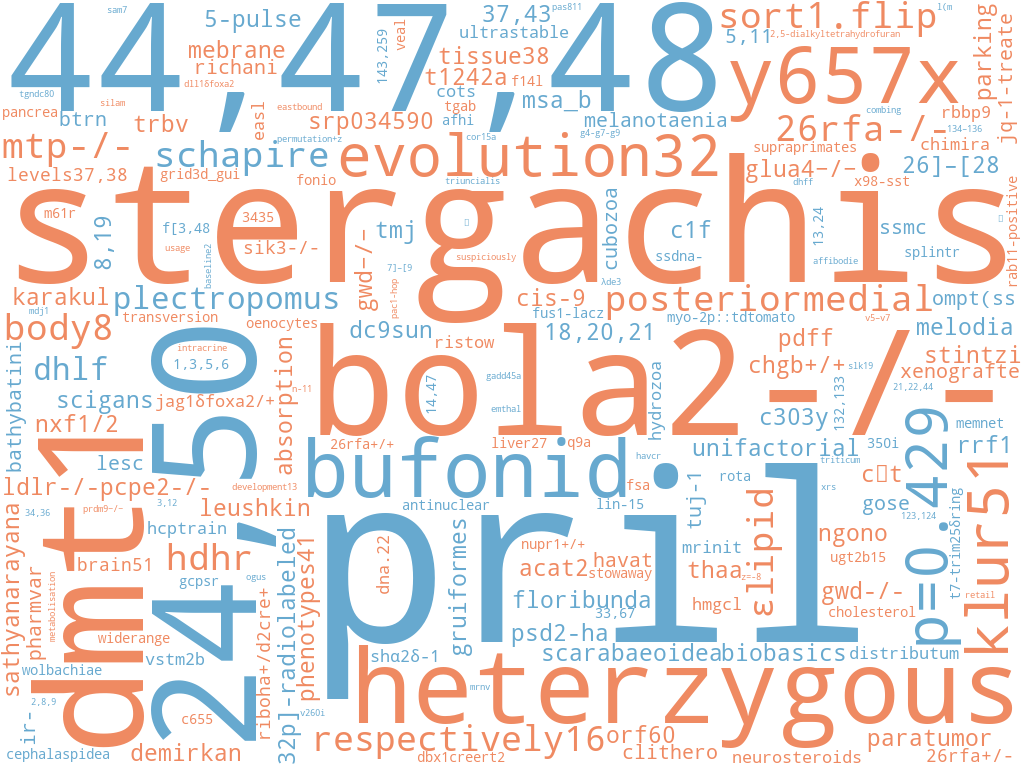 44,47,48
sam7
5-pulse
37,43
pas811
sort1.flip
1(m
mebrane
richani
143,259
veal
ultrastable
5,11
2,5-dialkyltetrahydrofuran
parking
jq-1-treate
tissue38
t1242a
f14l
y657x
tgndc80
dll1δfoxa2
silam
cots
msa_b
pancrea
btrn
trbv
easl
eastbound
tgab
afhi
srp034590
melanotaenia
combing
rbbp9
26rfa-/-
134–136
chimira
mtp-/-
schapire
permutation+z
cor15a
g4-g7-g9
evolution32
supraprimates
glua4−/−
26]–[28
levels37,38
grid3d_gui
fonio
triuncialis
dhff
x98-sst
stergachis
m61r
3435
f[3,48
8,19
usage
baseline2
sik3-/-
gwd−/−
tmj
7]–[9
suspiciously
cubozoa
c1f
ssdna-
13,24
affibodie
ssmc
splintr
rab11-positive
karakul
plectropomus
pac1-hop
cis-9
λde3
posteriormedial
ompt(ss
mdj1
transversion
oenocytes
fus1-lacz
myo-2p::tdtomato
v5–v7
body8
dc9sun
ristow
18,20,21
pdff
melodia
bathybatini
intracrine
1,3,5,6
dhlf
chgb+/+
slk19
stintzi
xenografte
bola2-/-
gadd45a
n-11
14,47
emthal
hydrozoa
132,133
21,22,44
scigans
jag1δfoxa2/+
absorption
c303y
memnet
nxf1/2
26rfa+/+
liver27
q9a
unifactorial
350i
rrf1
lesc
bufonid
havcr
triticum
ldlr-/-pcpe2-/-
development13
fsa
rota
xrs
c t
klur51
34,36
prdm9−/−
3,12
leushkin
antinuclear
lin-15
tuj-1
gose
123,124
p=0.429
t7-trim25δring
24,50
dmt1
hcptrain
hdhr
brain51
gcpsr
ogus
dna.22
gruiformes
nupr1+/+
acat2
havat
stowaway
mrinit
thaa
z=-8
εlipid
ngono
ugt2b15
gwd-/-
retail
sathyanarayana
pharmvar
metabolisation
widerange
vstm2b
wolbachiae
riboha+/d2cre+
32p]-radiolabeled
phenotypes41
pril
floribunda
33,67
hmgcl
cholesterol
psd2-ha
shα2δ-1
scarabaeoidea
biobasics
distributum
2,8,9
ir-
c655
v260i
mrnv
heterzygous
cephalaspidea
demirkan
respectively16
dbx1creert2
orf60
clithero
neurosteroids
paratumor
26rfa+/-